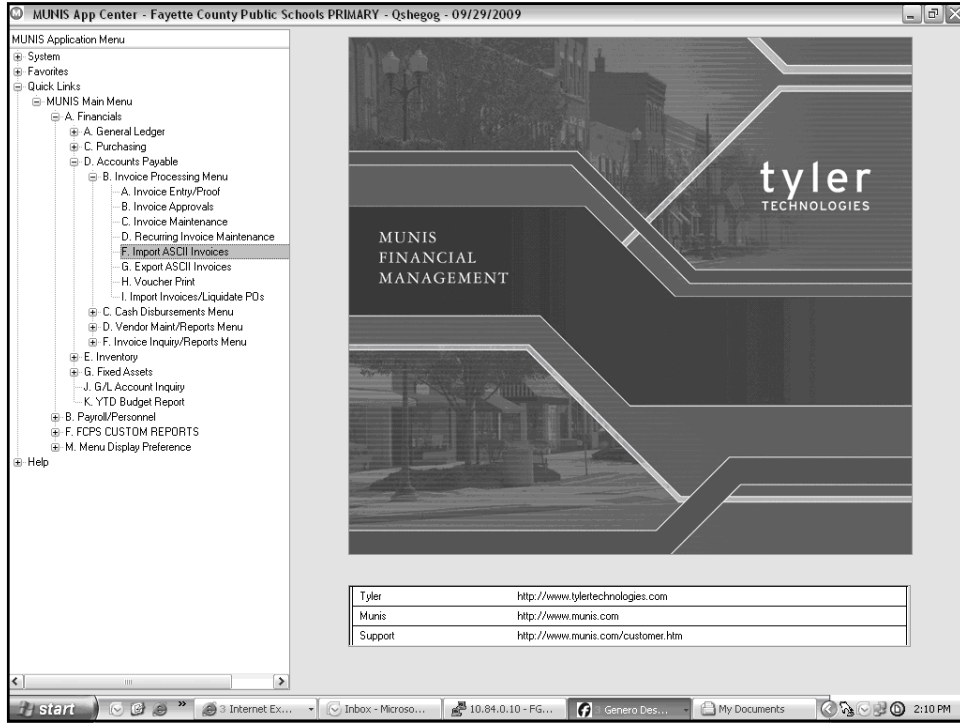 MUNIS App Center - Fayette County Public Schools PRIMARY - Qshegog - 09/29/2009
MUNIS Application Menu
System
Favorites
Quick Links
MUNIS Main Menu
A. Financials
A. General Ledger
C. Purchasing
D. Accounts Payable
B. Invoice Processing Menu
A. Invoice Entry/Proof
B. Invoice Approvals
C. Invoice Maintenance
D. Recurring Invoice Maintenance
F. Import ASCII Invoices
G. Export ASCII Invoices
H. Voucher Print
I. Import Invoices/Liquidate POs
C. Cash Disbursements Menu
D. Vendor Maint/Reports Menu
F. Invoice Inquiry/Reports Menu
E. Inventory
G. Fixed Assets
J. G/L Account Inquiry
K. YTD Budget Report
B. Payroll/Personnel
F. FCPS CUSTOM REPORTS
M. Menu Display Preference
Help
tyler
TECHNOLOGIES
MUNIS
FINANCIAL
MANAGEMENT
Tyler http://www.tylertechnologies.com
Munis http://www.munis.com
Support http://www.munis.com/customer.htm
start
3 Internet Ex...
Inbox - Microso...
10.84.0.10 - FG...
3 Genero Des...
My Documents
2:10 PM